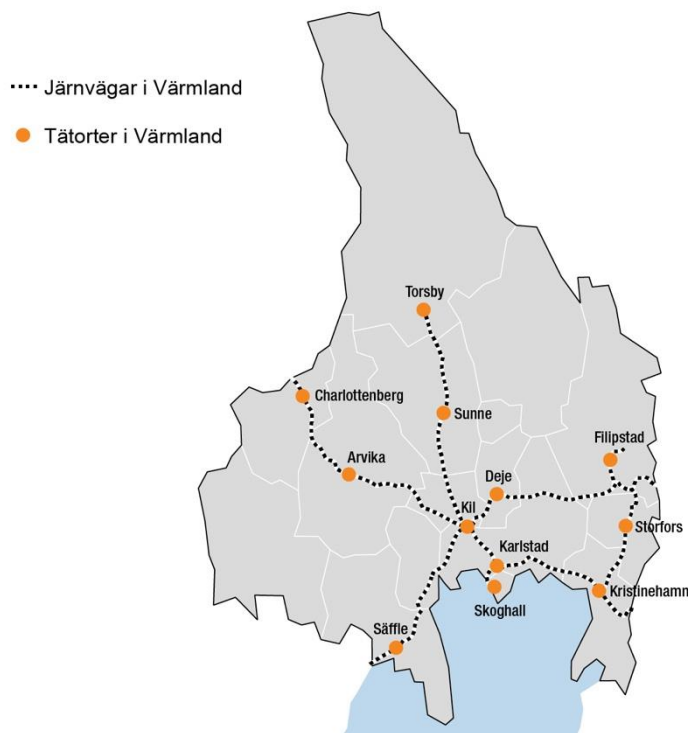 Järnvägar i Värmland
Tätorter i Värmland
Torsby
Charlottenberg
Sunne
Filipstad
Arvika
Deje
Kil
Storfors
Karlstad
Kristinehamn
Skoghall
Säffle